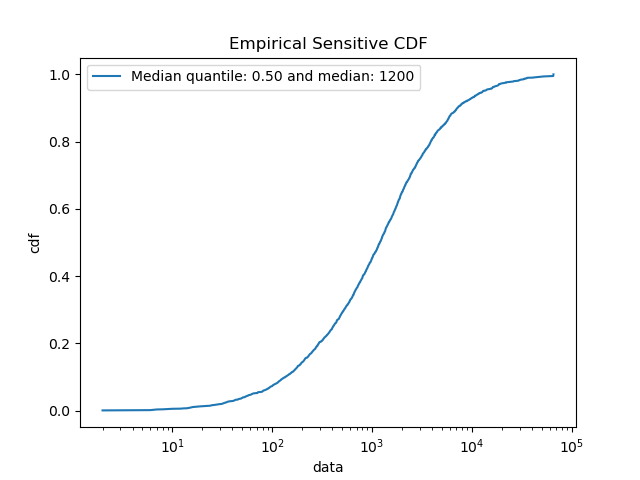 Empirical Sensitive CDF
Median quantile: 0.50 and median: 1200
1.0
0.8
0.6
0.4
0.2
0.0
cdf
10¹
10²
10³
10⁴
10⁵
data